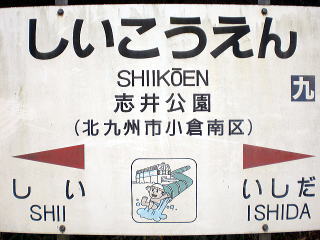 しいこうえん
SHIIKŌEN
九
志井公園
(北九州市小倉南区)
しい
いしだ
SHII
ISHIDA